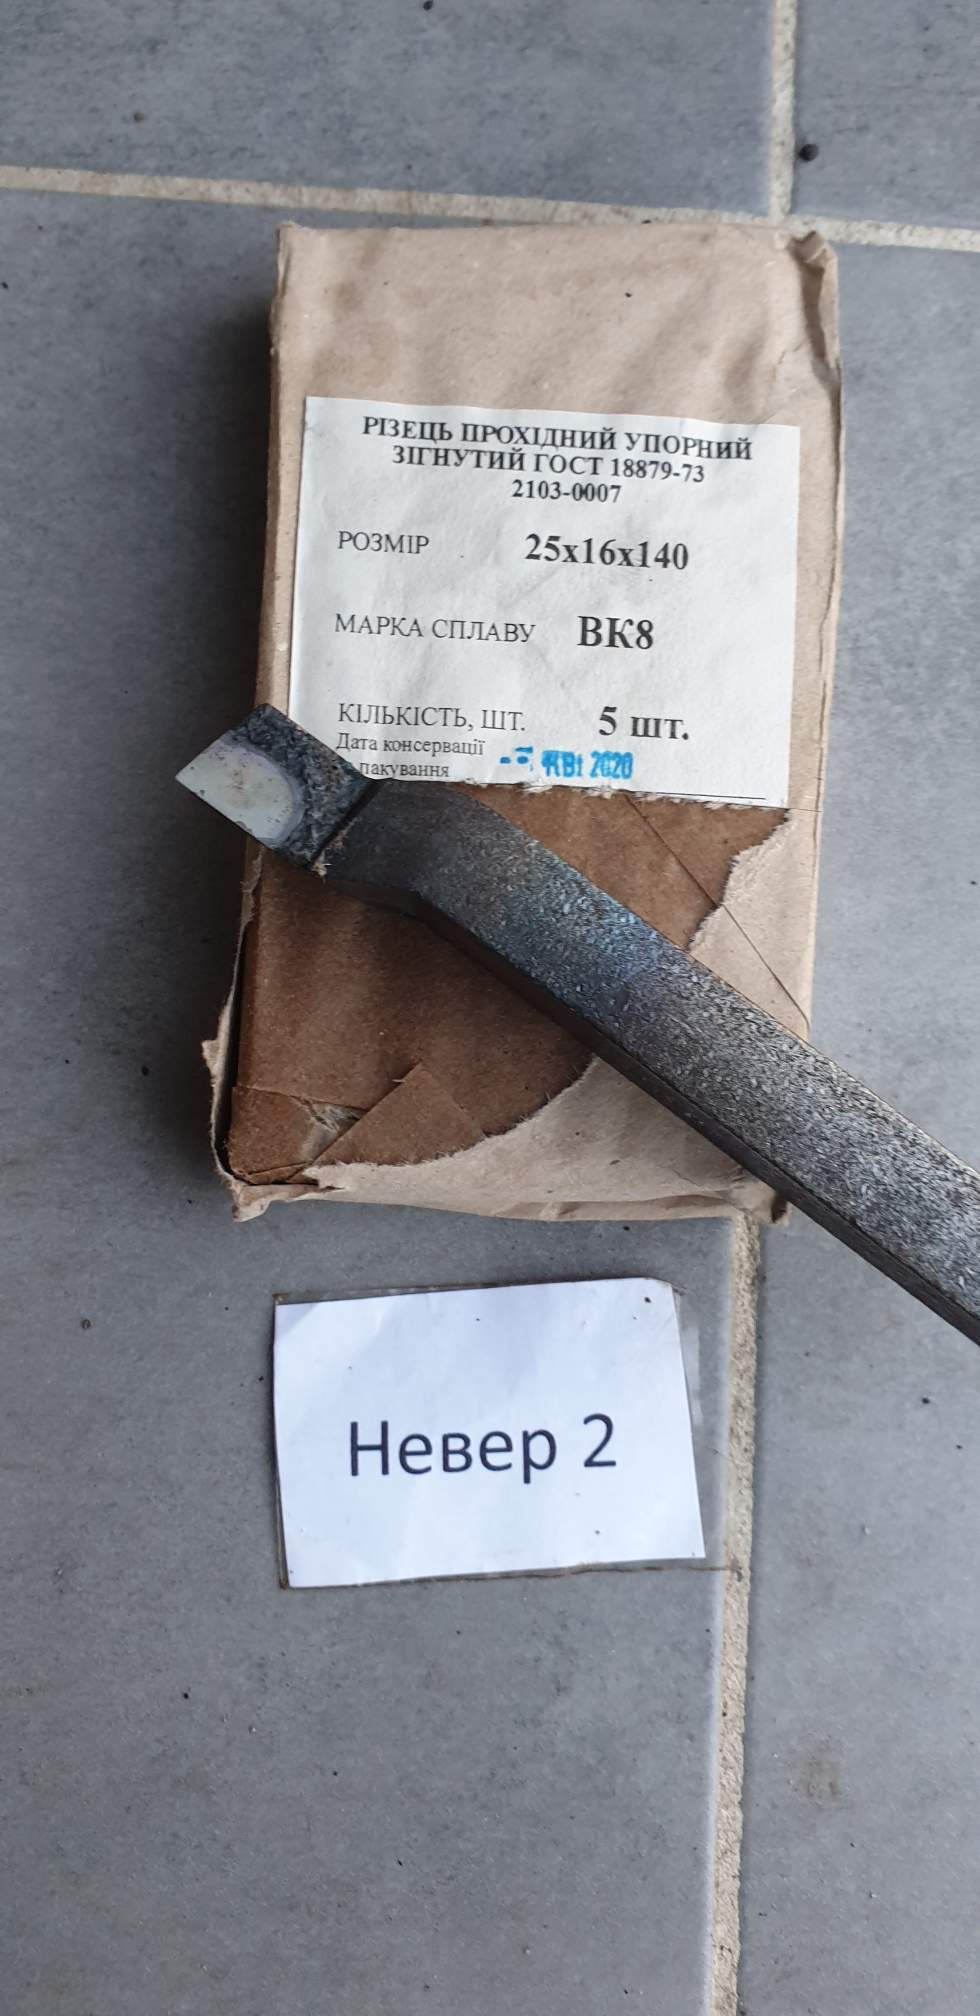 РІЗЕЦЬ ПРОХІДНИЙ УПОРНИЙ
ЗІГНУТИЙ ГОСТ 18879-73
2103-0007
РОЗМІР 25х16х140
МАРКА СПЛАВУ ВК8
КІЛЬКІСТЬ, ШТ. 5 шт.
Дата консервації
пакування 2020
Невер 2